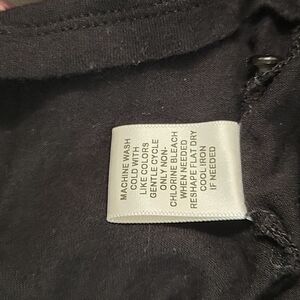 MACHINE WASH
COLD WITH
LIKE COLORS
GENTLE CYCLE
ONLY NON-
CHLORINE BLEACH
WHEN NEEDED
RESHAPE FLAT DRY
COOL IRON
IF NEEDED